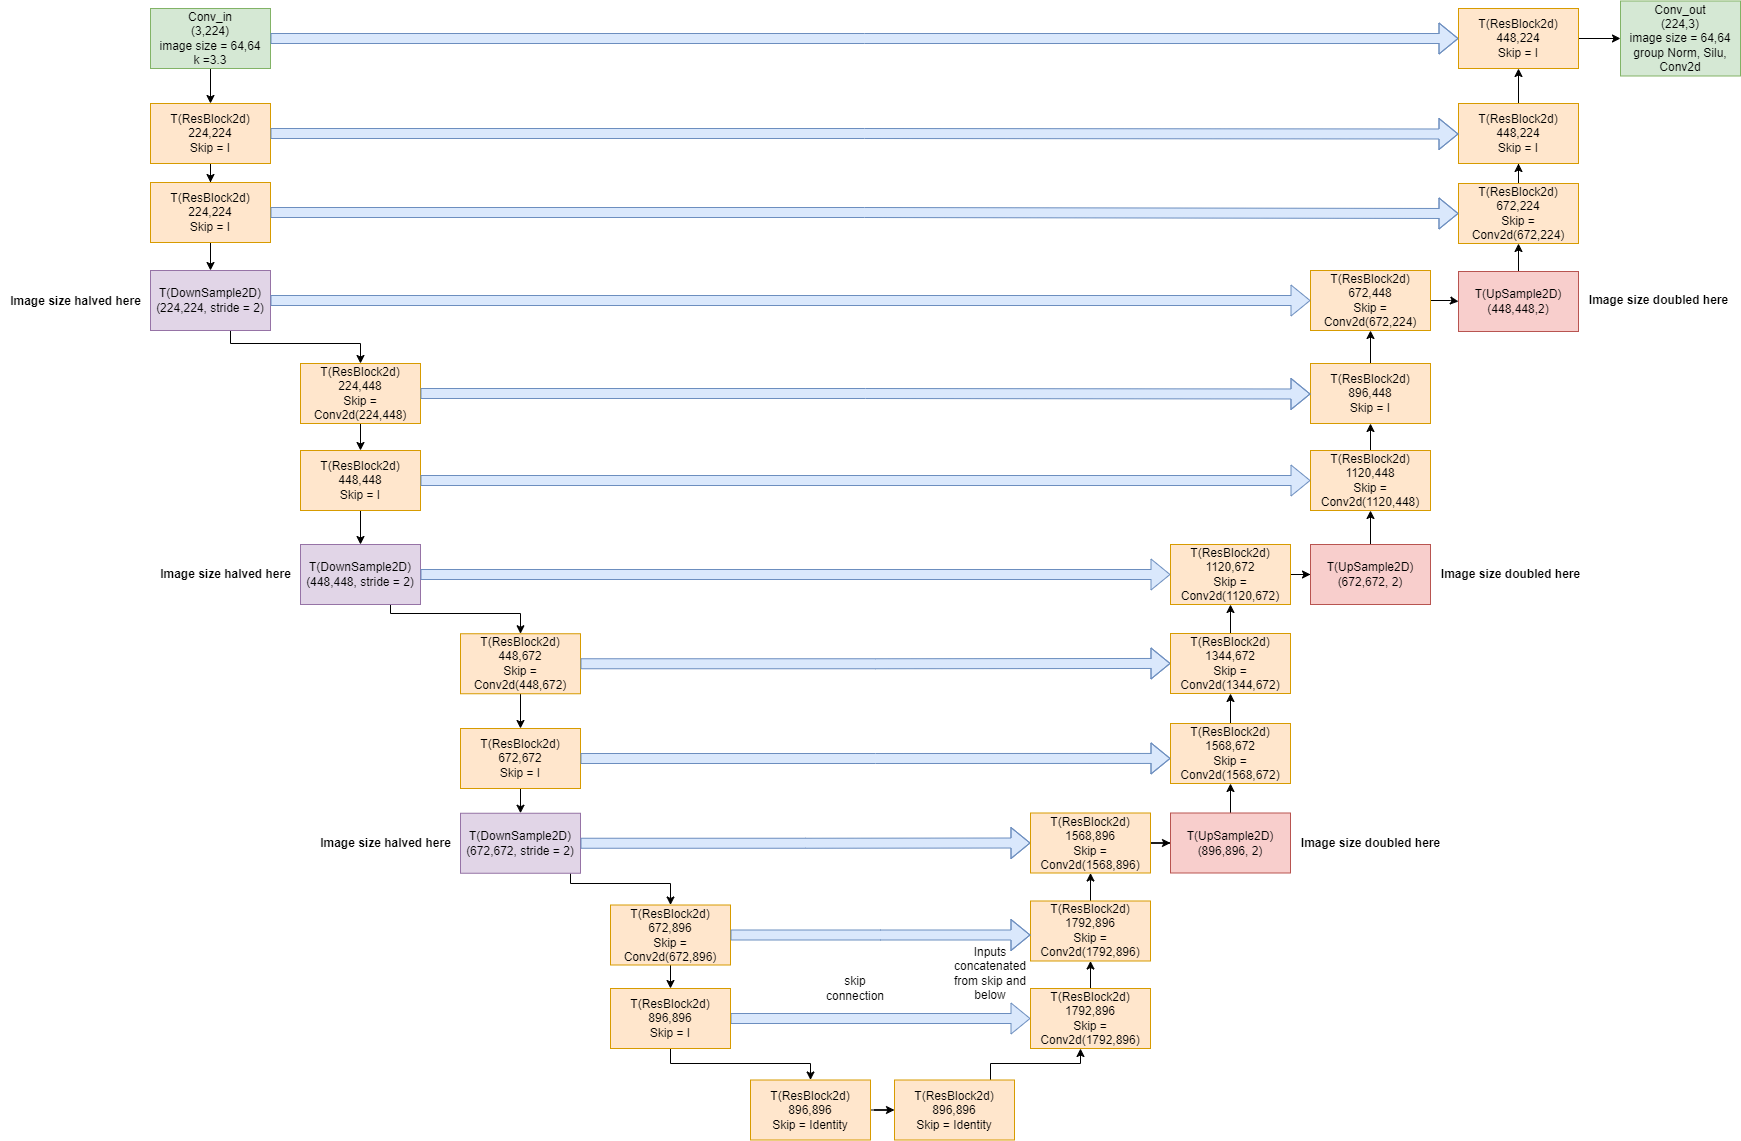 Conv_in
(3,224)
image size = 64,64
k =3.3
T(ResBlock2d)
448,224
Skip = I
Conv_out
(224,3)
image size = 64,64
group Norm, Silu,
Conv2d
T(ResBlock2d)
224,224
Skip = I
T(ResBlock2d)
448,224
Skip = I
T(ResBlock2d)
224,224
Skip = I
T(ResBlock2d)
672,224
Skip =
Conv2d(672,224)
Image size halved here
T(DownSample2D)
(224,224, stride = 2)
T(ResBlock2d)
672,448
Skip =
Conv2d(672,224)
T(UpSample2D)
(448,448,2)
Image size doubled here
T(ResBlock2d)
224,448
Skip =
Conv2d(224,448)
T(ResBlock2d)
896,448
Skip = I
T(ResBlock2d)
448,448
Skip = I
T(ResBlock2d)
1120,448
Skip =
Conv2d(1120,448)
Image size halved here
T(DownSample2D)
(448,448, stride = 2)
T(ResBlock2d)
1120,672
Skip =
Conv2d(1120,672)
T(UpSample2D)
(672,672, 2)
Image size doubled here
T(ResBlock2d)
448,672
Skip =
Conv2d(448,672)
T(ResBlock2d)
1344,672
Skip =
Conv2d(1344,672)
T(ResBlock2d)
672,672
Skip = I
T(ResBlock2d)
1568,672
Skip =
Conv2d(1568,672)
Image size halved here
T(DownSample2D)
(672,672, stride = 2)
T(ResBlock2d)
1568,896
Skip =
Conv2d(1568,896)
T(UpSample2D)
(896,896, 2)
Image size doubled here
T(ResBlock2d)
672,896
Skip =
Conv2d(672,896)
T(ResBlock2d)
1792,896
Skip =
Conv2d(1792,896)
skip
connection
Inputs
concatenated
from skip and
below
T(ResBlock2d)
896,896
Skip = I
T(ResBlock2d)
1792,896
Skip =
Conv2d(1792,896)
T(ResBlock2d)
896,896
Skip = Identity
T(ResBlock2d)
896,896
Skip = Identity